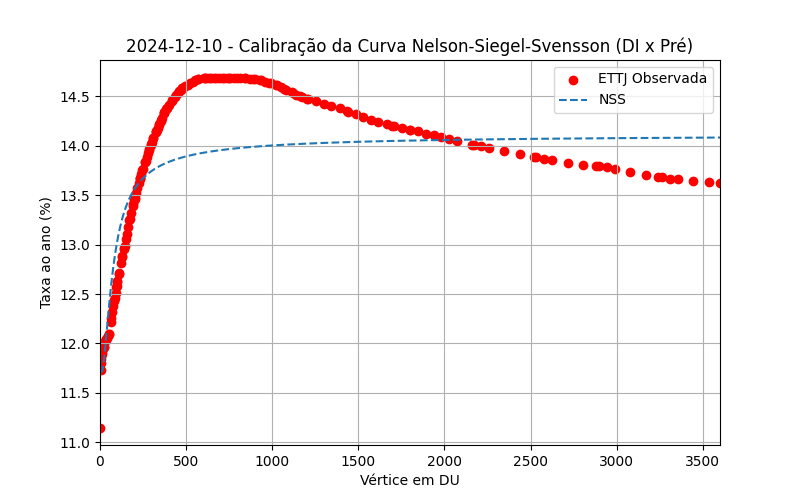 2024-12-10 - Calibração da Curva Nelson-Siegel-Svensson (DI x Pré)
ETTJ Observada
NSS
Taxa ao ano (%)
14.5
14.0
13.5
13.0
12.5
12.0
11.5
11.0
0 500 1000 1500 2000 2500 3000 3500
Vértice em DU